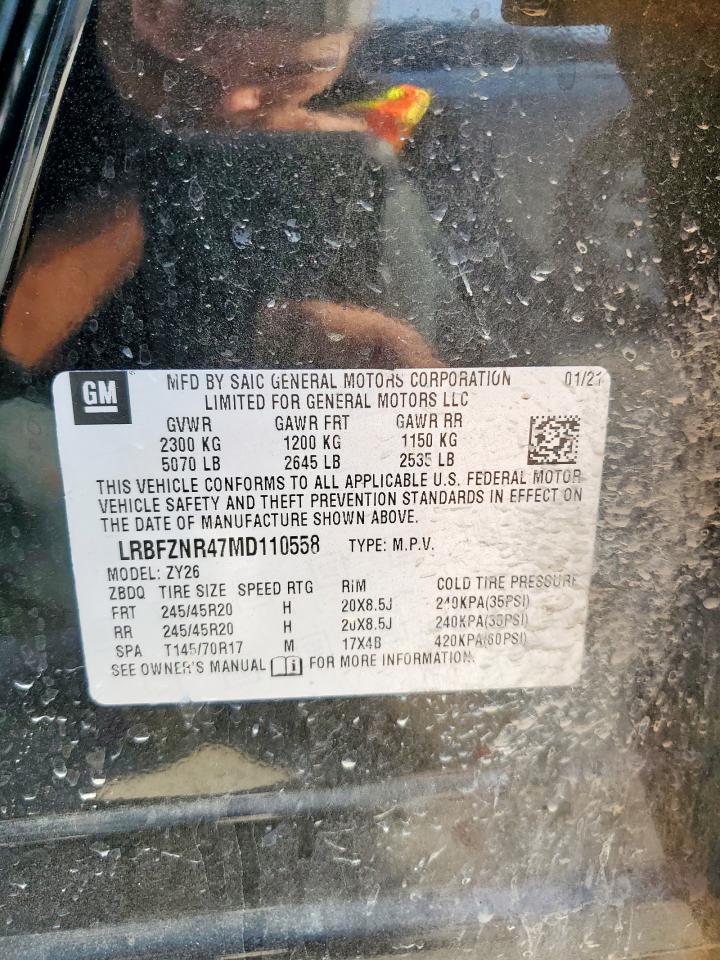 GM
MFD BY SAIC GENERAL MOTORS CORPORATION 01/21
LIMITED FOR GENERAL MOTORS LLC
GVWR GAWR FRT GAWR RR
2300 KG 1200 KG 1150 KG
5070 LB 2645 LB 2535 LB
THIS VEHICLE CONFORMS TO ALL APPLICABLE U.S. FEDERAL MOTOR
VEHICLE SAFETY AND THEFT PREVENTION STANDARDS IN EFFECT ON
THE DATE OF MANUFACTURE SHOWN ABOVE.
LRBFZNR47MD110558 TYPE: M.P.V.
MODEL: ZY26
ZBDQ TIRE SIZE SPEED RTG RIM COLD TIRE PRESSURE
FRT 245/45R20 H 20X8.5J 240KPA(35PSI)
RR 245/45R20 H 20X8.5J 240KPA(35PSI)
SPA T145/70R17 M 17X4B 420KPA(60PSI)
SEE OWNER'S MANUAL FOR MORE INFORMATION.